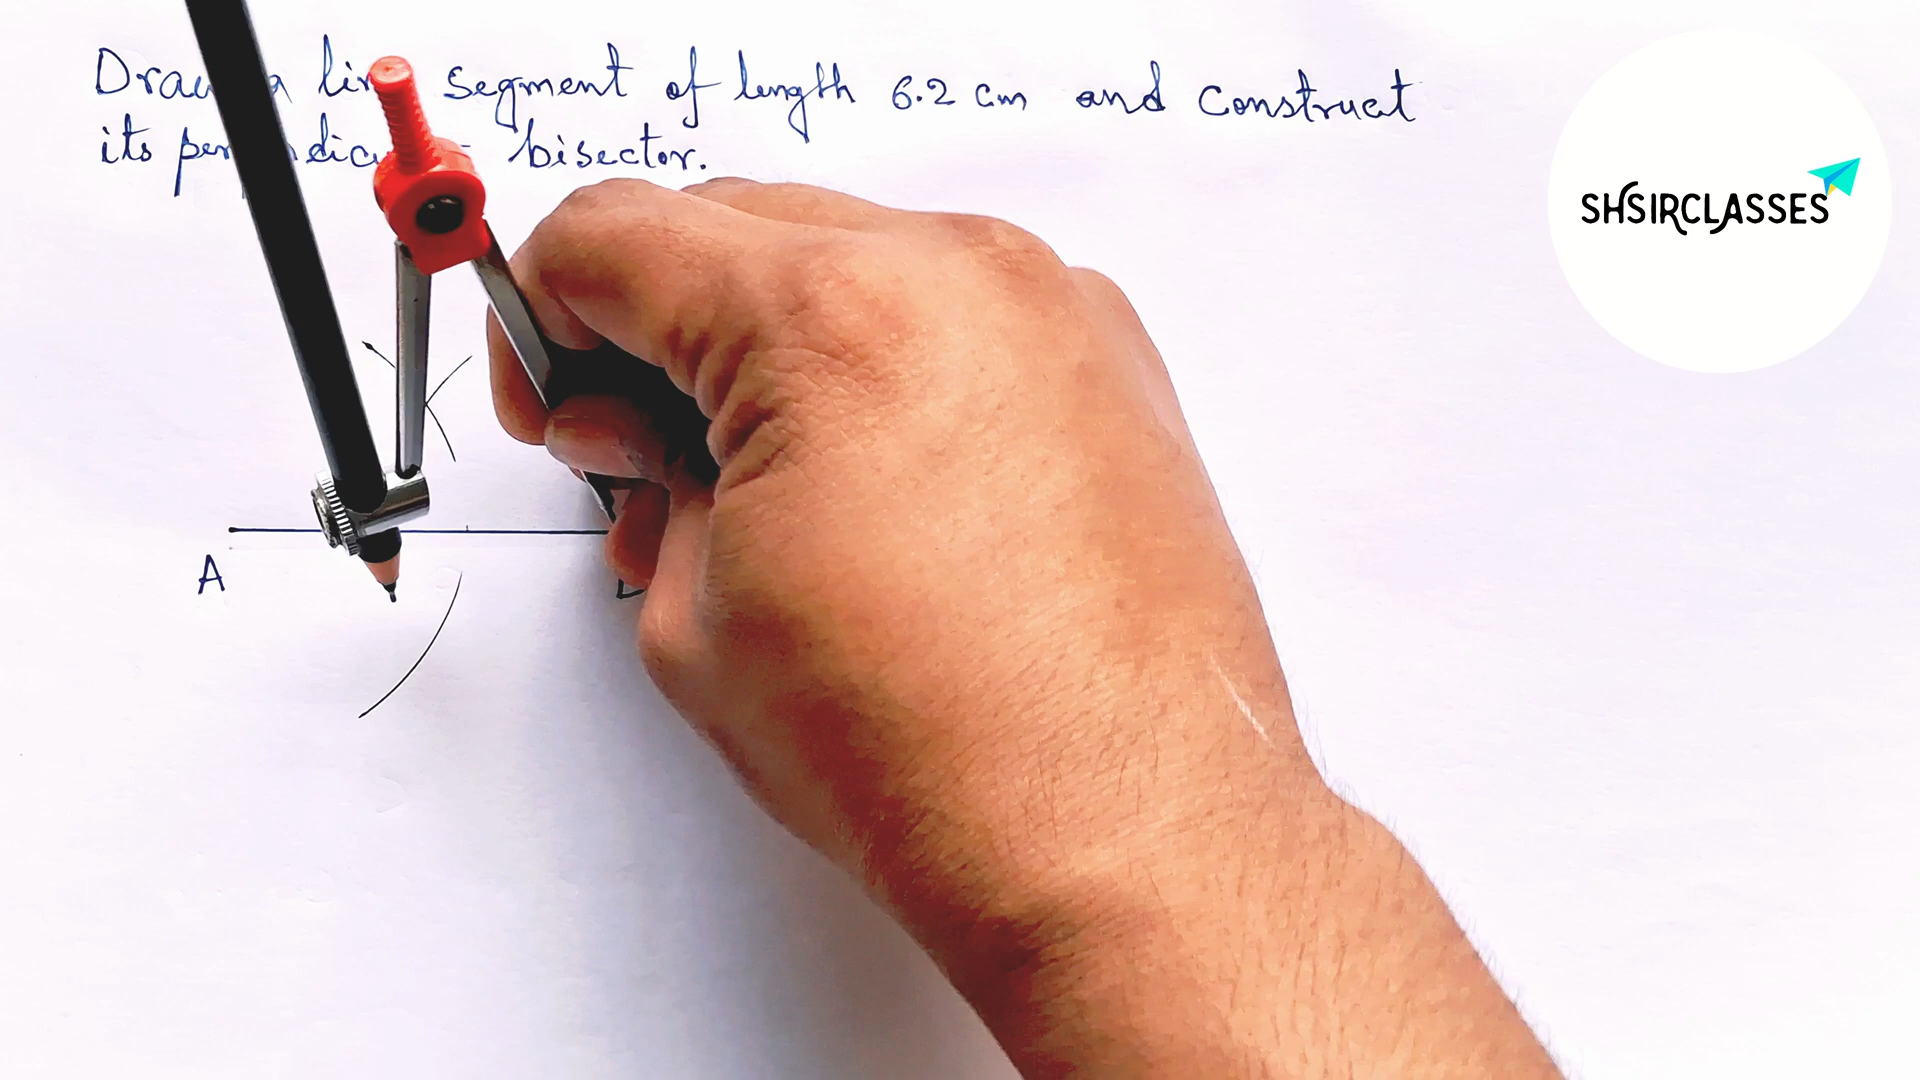 Draw a line segment of length 6.2 cm and construct
its perpendicular bisector.
SHSIRCLASSES
A